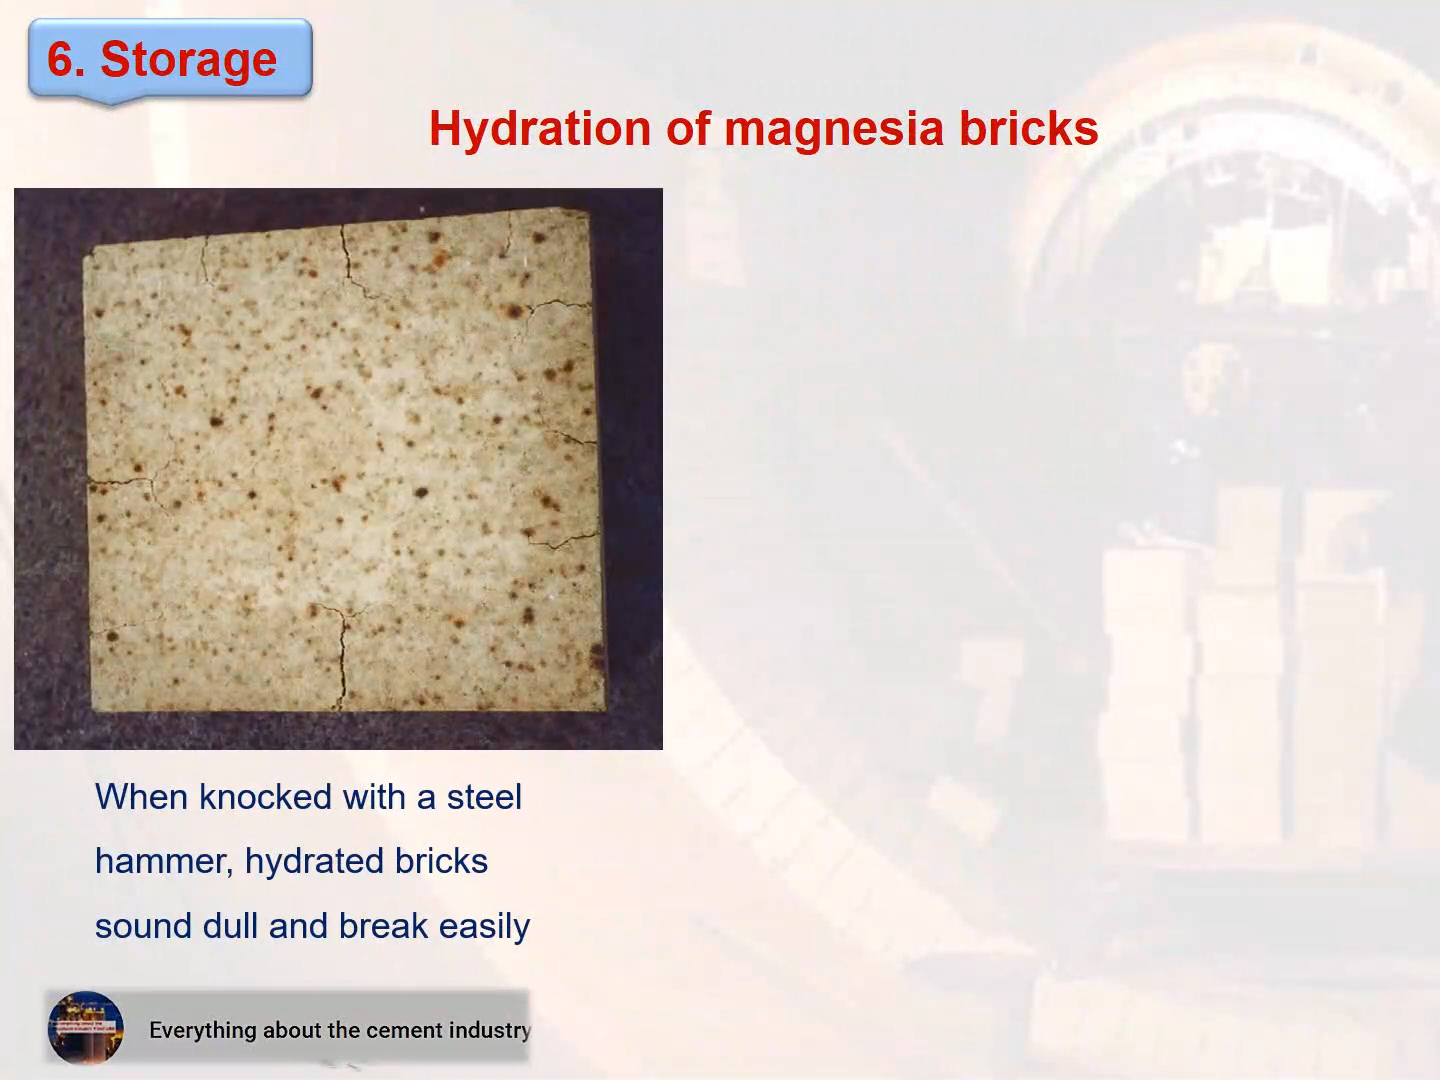 6. Storage
Hydration of magnesia bricks
When knocked with a steel
hammer, hydrated bricks
sound dull and break easily
Everything about the cement industry